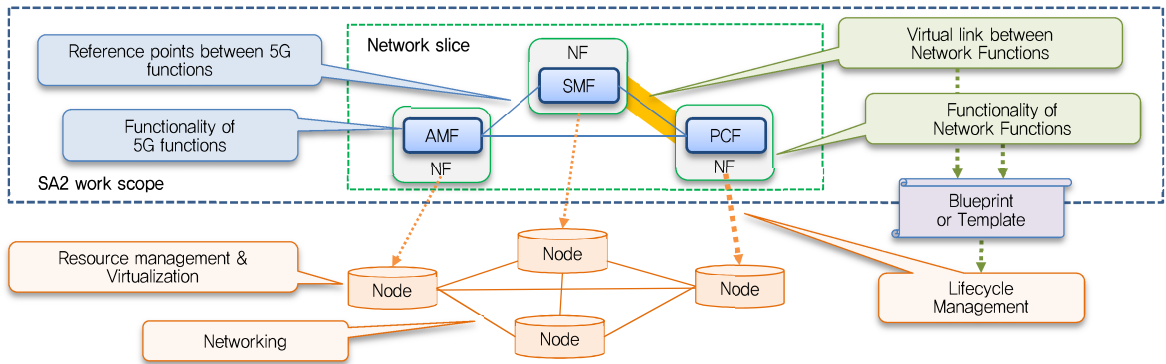 Reference points between 5G
functions
Network slice
NF
SMF
Virtual link between
Network Functions
Functionality of
5G functions
AMF
NF
PCF
NF
Functionality of
Network Functions
SA2 work scope
Blueprint
or Template
Resource management &
Virtualization
Node
Node
Node
Node
Lifecycle
Management
Networking